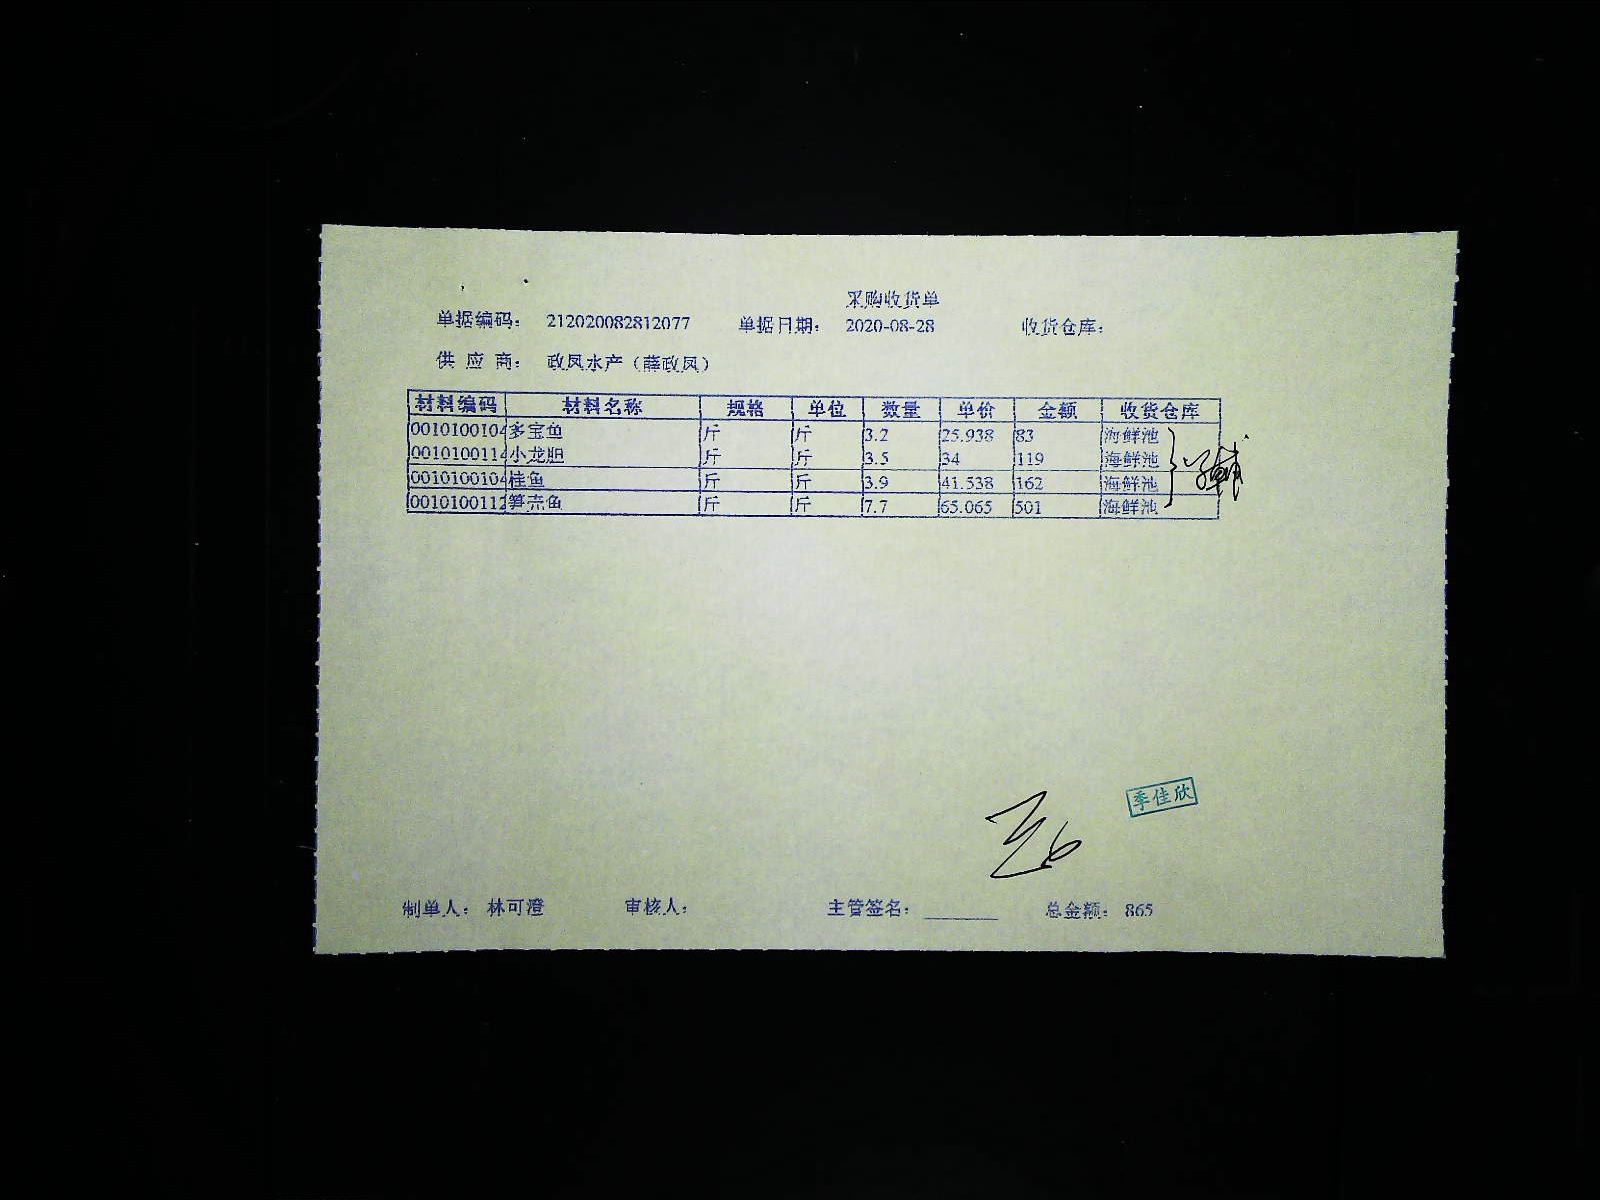 采购收货单
单据编码： 212020082812077 单据日期： 2020-08-28 收货仓库：
供 应 商： 政凤水产（薛政凤）
材料编码 材料名称 规格 单位 数量 单价 金额 收货仓库
0010100104 多宝鱼 斤 斤 3.2 25.938 83 海鲜池
0010100114 小龙胆 斤 斤 3.5 34 119 海鲜池
0010100104 桂鱼 斤 斤 3.9 41.538 162 海鲜池
0010100112 笋壳鱼 斤 斤 7.7 65.065 501 海鲜池
季佳欣
制单人： 林可澄 审核人： 主管签名： 总金额： 865